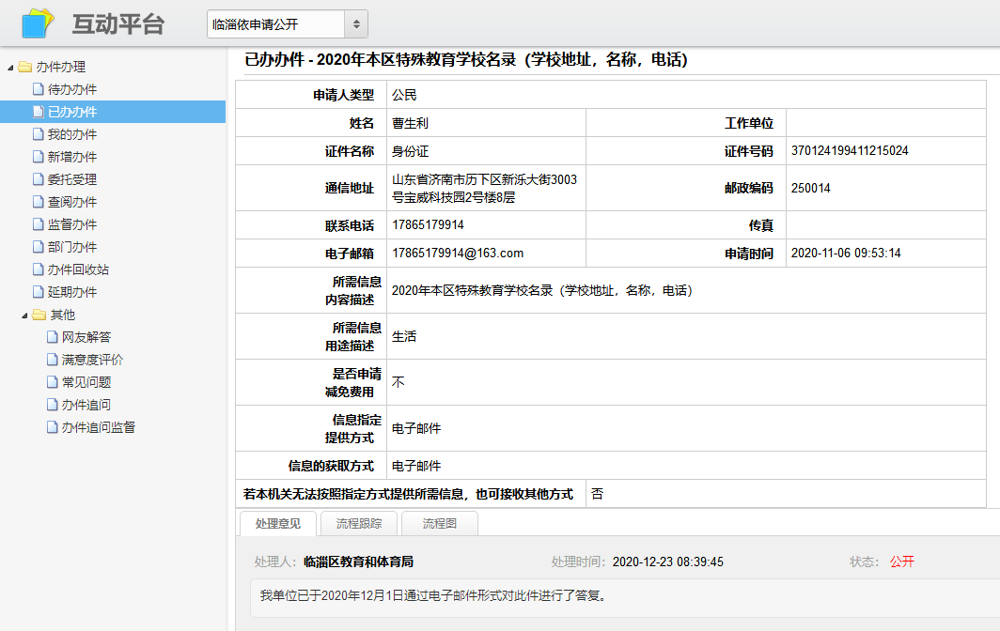 互动平台
临淄依申请公开
办件办理
待办办件
已办办件
我的办件
新增办件
委托受理
查阅办件
监督办件
部门办件
办件回收站
延期办件
其他
网友解答
满意度评价
常见问题
办件追问
办件追问监督
已办办件 - 2020年本区特殊教育学校名录（学校地址，名称，电话）
申请人类型 公民
姓名 曹生利 工作单位
证件名称 身份证 证件号码 370124199411215024
通信地址 山东省济南市历下区新泺大街3003
号宝威科技园2号楼8层 邮政编码 250014
联系电话 17865179914 传真
电子邮箱 17865179914@163.com 申请时间 2020-11-06 09:53:14
所需信息
内容描述 2020年本区特殊教育学校名录（学校地址，名称，电话）
所需信息
用途描述 生活
是否申请
减免费用 不
信息指定
提供方式 电子邮件
信息的获取方式 电子邮件
若本机关无法按照指定方式提供所需信息，也可接收其他方式 否
处理意见 流程跟踪 流程图
处理人： 临淄区教育和体育局 处理时间： 2020-12-23 08:39:45 状态： 公开
我单位已于2020年12月1日通过电子邮件形式对此件进行了答复。